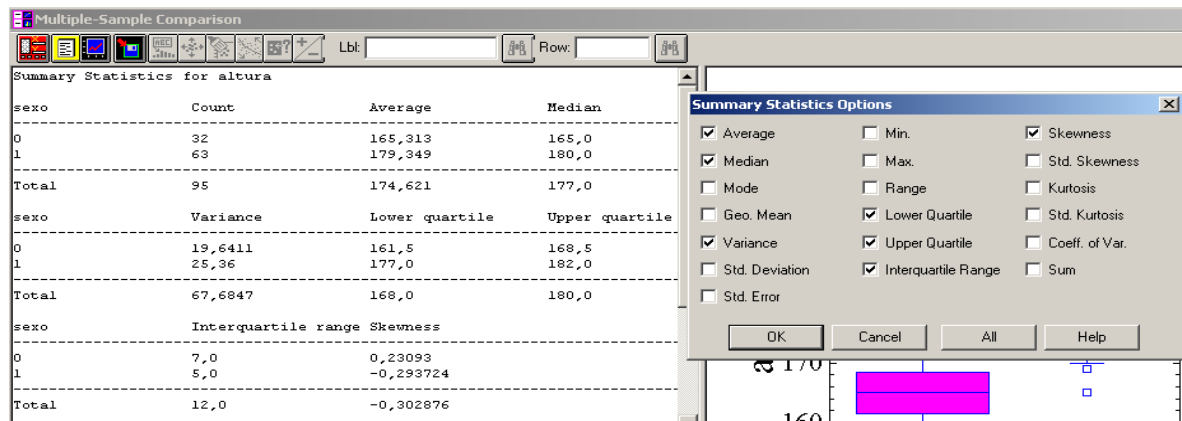 Multiple-Sample Comparison
Lbl: Row:
Summary Statistics for altura
sexo Count Average Median
0 32 165,313 165,0
1 63 179,349 180,0
Total 95 174,621 177,0
sexo Variance Lower quartile Upper quartile
0 19,6411 161,5 168,5
1 25,36 177,0 182,0
Total 67,6847 168,0 180,0
sexo Interquartile range Skewness
0 7,0 0,23093
1 5,0 -0,293724
Total 12,0 -0,302876
Summary Statistics Options
Average Min. Skewness
Median Max. Std. Skewness
Mode Range Kurtosis
Geo. Mean Lower Quartile Std. Kurtosis
Variance Upper Quartile Coeff. of Var.
Std. Deviation Interquartile Range Sum
Std. Error
OK Cancel All Help
170
160